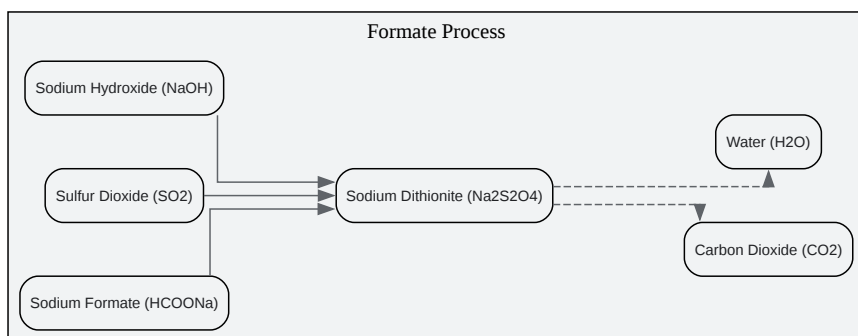 Formate Process
Sodium Hydroxide (NaOH)
Water (H2O)
Sulfur Dioxide (SO2)
Sodium Dithionite (Na2S2O4)
Carbon Dioxide (CO2)
Sodium Formate (HCOONa)